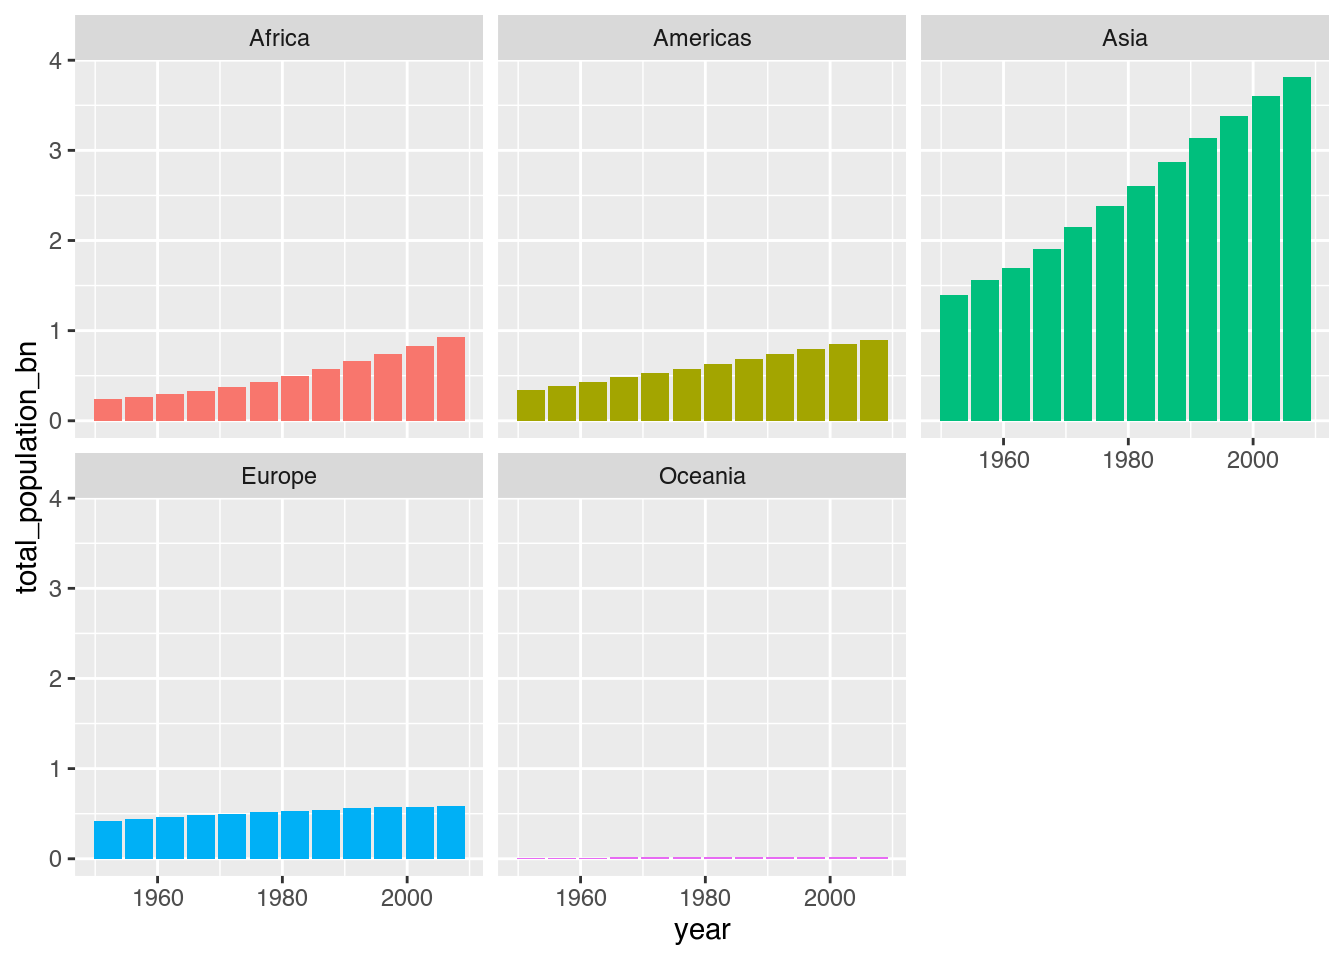 Africa
Americas
Asia
4
3
2
1
0
1960 1980 2000
Europe
Oceania
4
3
2
1
0
1960 1980 2000
1960 1980 2000
year
total_population_bn